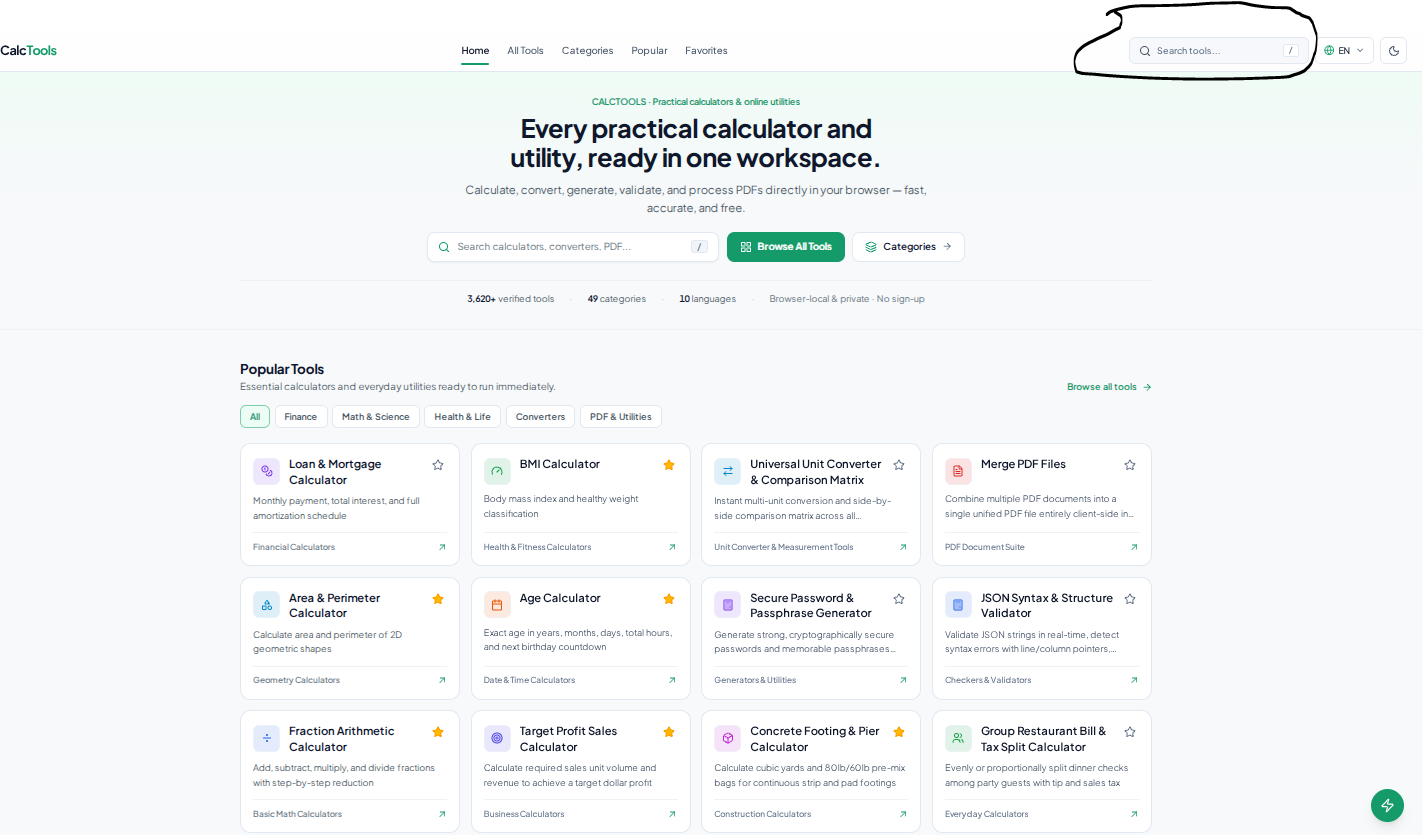 CalcTools
Home
All Tools
Categories
Popular
Favorites
Search tools...
/
EN
CALCTOOLS · Practical calculators & online utilities
Every practical calculator and
utility, ready in one workspace.
Calculate, convert, generate, validate, and process PDFs directly in your browser — fast,
accurate, and free.
Search calculators, converters, PDF...
/
Browse All Tools
Categories
3,620+ verified tools · 49 categories · 10 languages · Browser-local & private · No sign-up
Popular Tools
Essential calculators and everyday utilities ready to run immediately.
Browse all tools
All
Finance
Math & Science
Health & Life
Converters
PDF & Utilities
Loan & Mortgage
Calculator
Monthly payment, total interest, and full
amortization schedule
Financial Calculators
BMI Calculator
Body mass index and healthy weight
classification
Health & Fitness Calculators
Universal Unit Converter
& Comparison Matrix
Instant multi-unit conversion and side-by-
side comparison matrix across all...
Unit Converter & Measurement Tools
Merge PDF Files
Combine multiple PDF documents into a
single unified PDF file entirely client-side in...
PDF Document Suite
Area & Perimeter
Calculator
Calculate area and perimeter of 2D
geometric shapes
Geometry Calculators
Age Calculator
Exact age in years, months, days, total hours,
and next birthday countdown
Date & Time Calculators
Secure Password &
Passphrase Generator
Generate strong, cryptographically secure
passwords and memorable passphrases...
Generators & Utilities
JSON Syntax & Structure
Validator
Validate JSON strings in real-time, detect
syntax errors with line/column pointers,...
Checkers & Validators
Fraction Arithmetic
Calculator
Add, subtract, multiply, and divide fractions
with step-by-step reduction
Basic Math Calculators
Target Profit Sales
Calculator
Calculate required sales unit volume and
revenue to achieve a target dollar profit
Business Calculators
Concrete Footing & Pier
Calculator
Calculate cubic yards and 80lb/60lb pre-mix
bags for continuous strip and pad footings
Construction Calculators
Group Restaurant Bill &
Tax Split Calculator
Evenly or proportionally split dinner checks
among party guests with tip and sales tax
Everyday Calculators